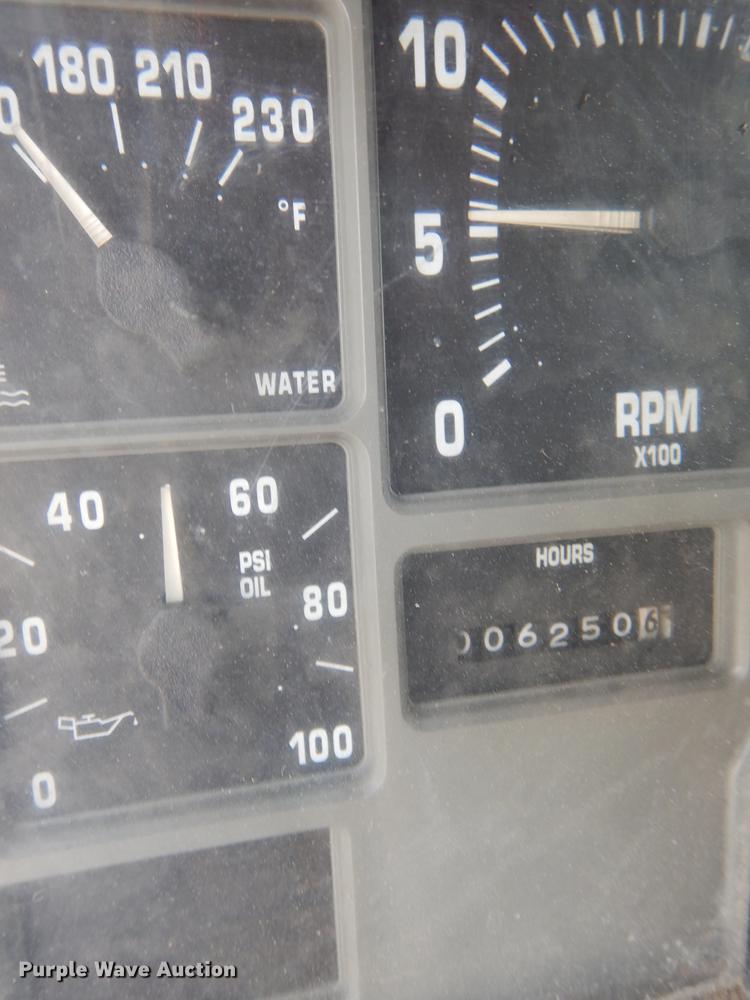 180 210
230
°F
WATER
40 60
PSI
OIL
20
80
100
0
10
5
0
RPM
X100
HOURS
0062506
Purple Wave Auction